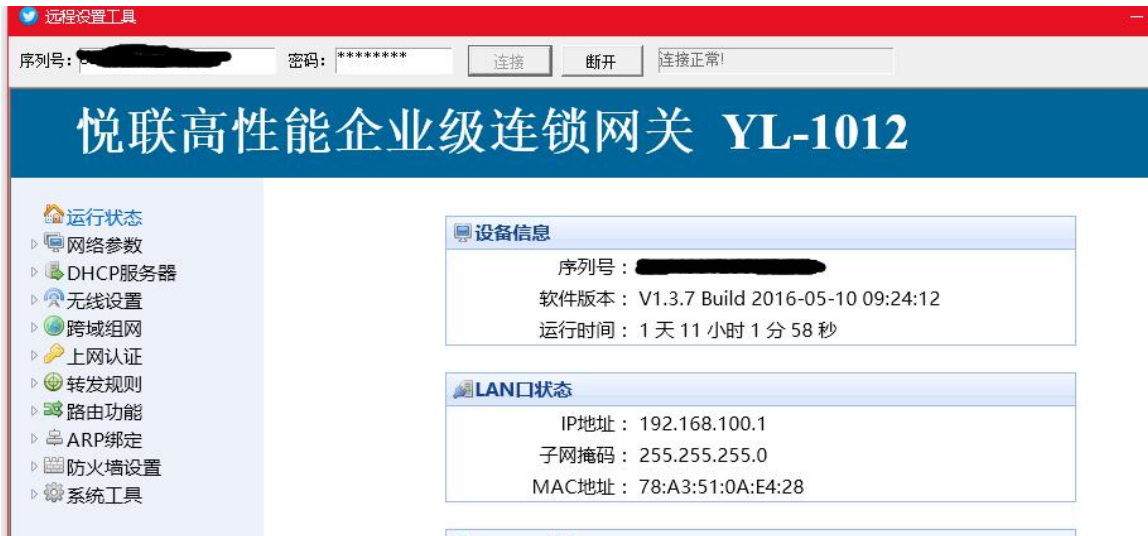 远程设置工具
序列号: 密码: ******** 连接 断开 连接正常!
悦联高性能企业级连锁网关 YL-1012
运行状态
网络参数
DHCP服务器
无线设置
跨域组网
上网认证
转发规则
路由功能
ARP绑定
防火墙设置
系统工具
设备信息
序列号:
软件版本: V1.3.7 Build 2016-05-10 09:24:12
运行时间: 1 天 11 小时 1 分 58 秒
LAN口状态
IP地址: 192.168.100.1
子网掩码: 255.255.255.0
MAC地址: 78:A3:51:0A:E4:28